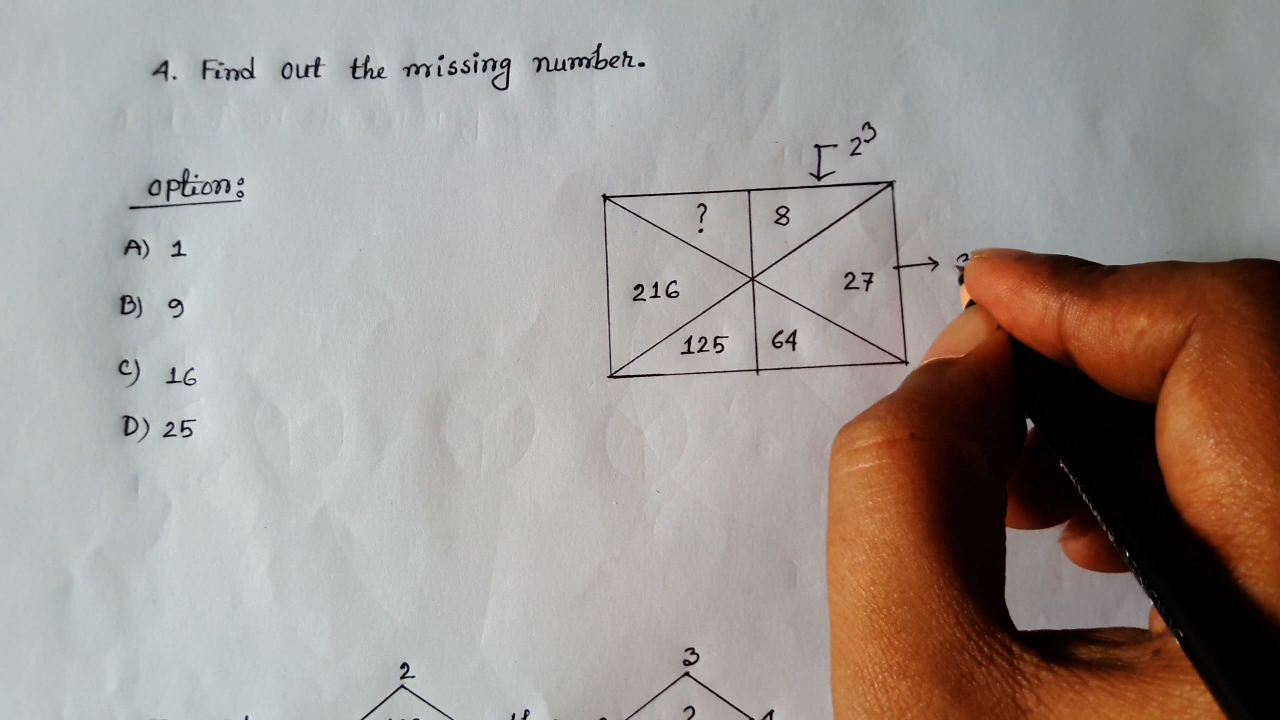 4. Find out the missing number.
option:
A) 1
B) 9
C) 16
D) 25
2³
? 8
216 27
125 64
2 3
?